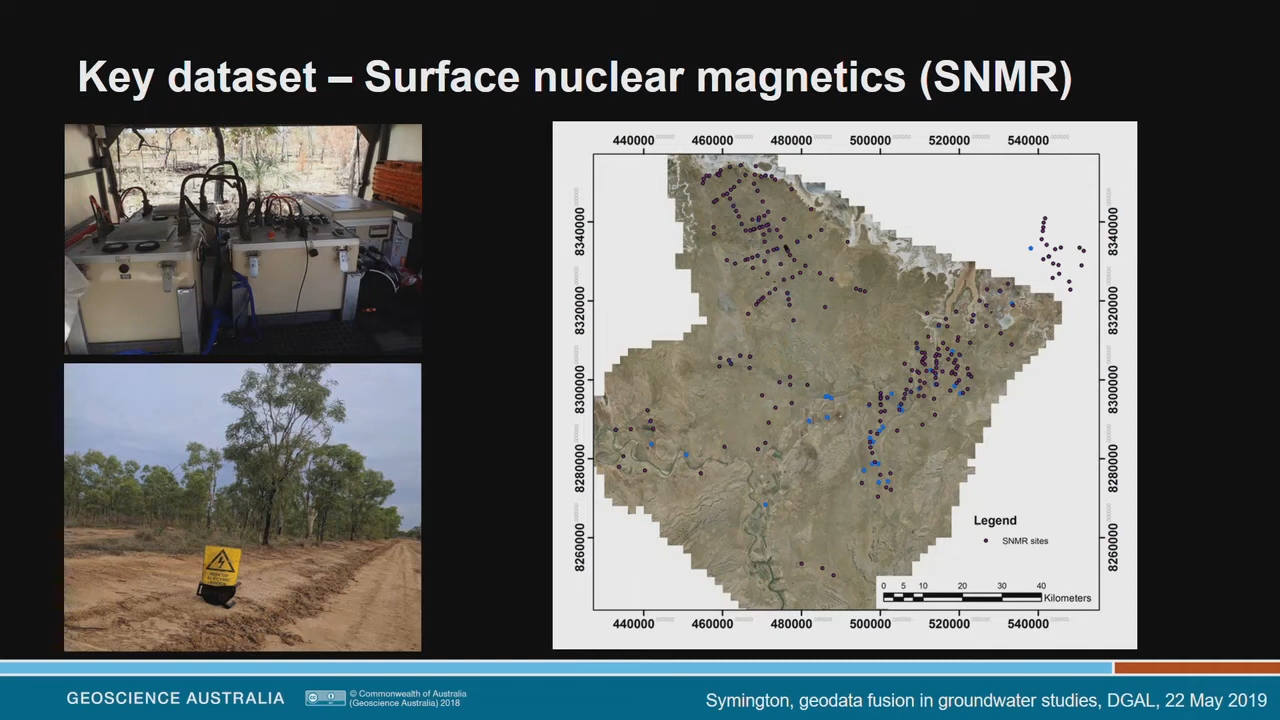 Key dataset – Surface nuclear magnetics (SNMR)
440000 460000 480000 500000 520000 540000
8340000
8320000
8300000
8280000
8260000
8340000
8320000
8300000
8280000
8260000
Legend
SNMR sites
0 5 10 20 30 40
Kilometers
440000 460000 480000 500000 520000 540000
GEOSCIENCE AUSTRALIA
© Commonwealth of Australia
(Geoscience Australia) 2018
Symington, geodata fusion in groundwater studies, DGAL, 22 May 2019